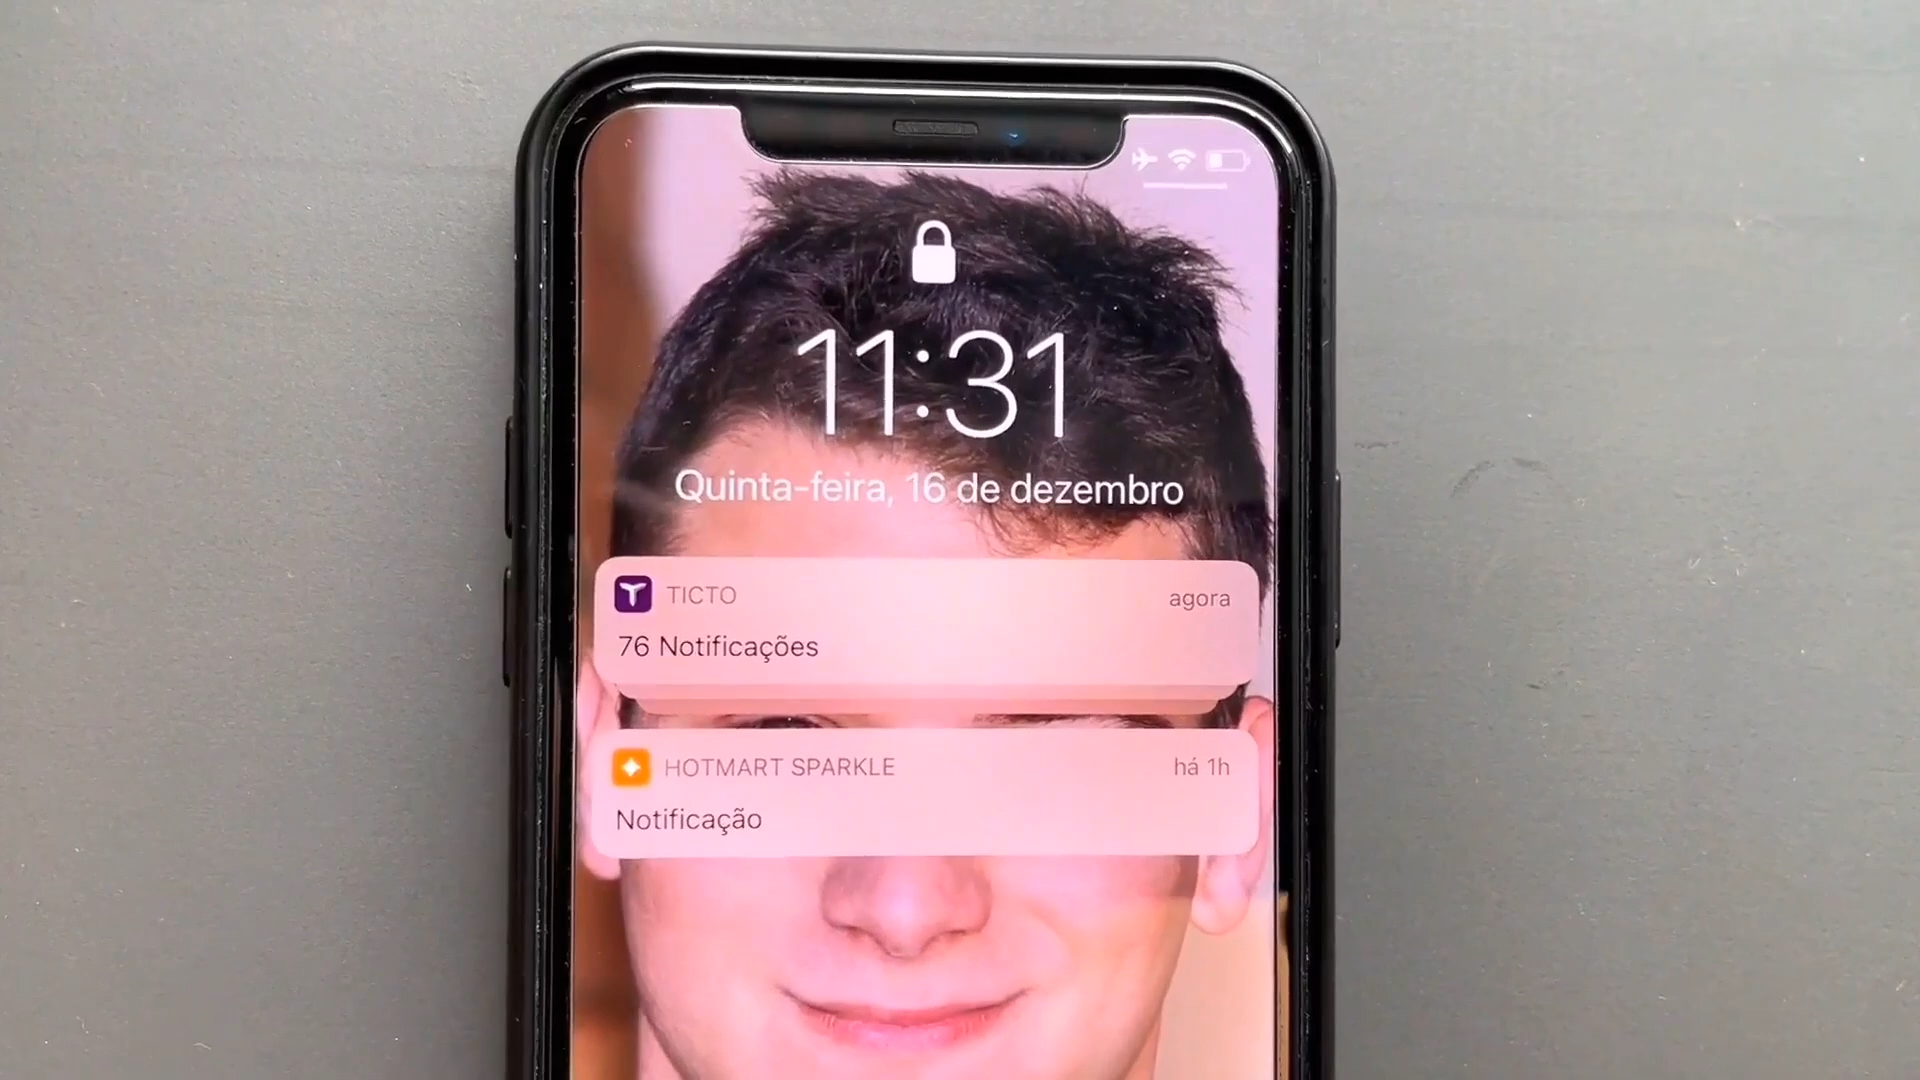 11:31
Quinta-feira, 16 de dezembro
TICTO
agora
76 Notificações
HOTMART SPARKLE
há 1h
Notificação